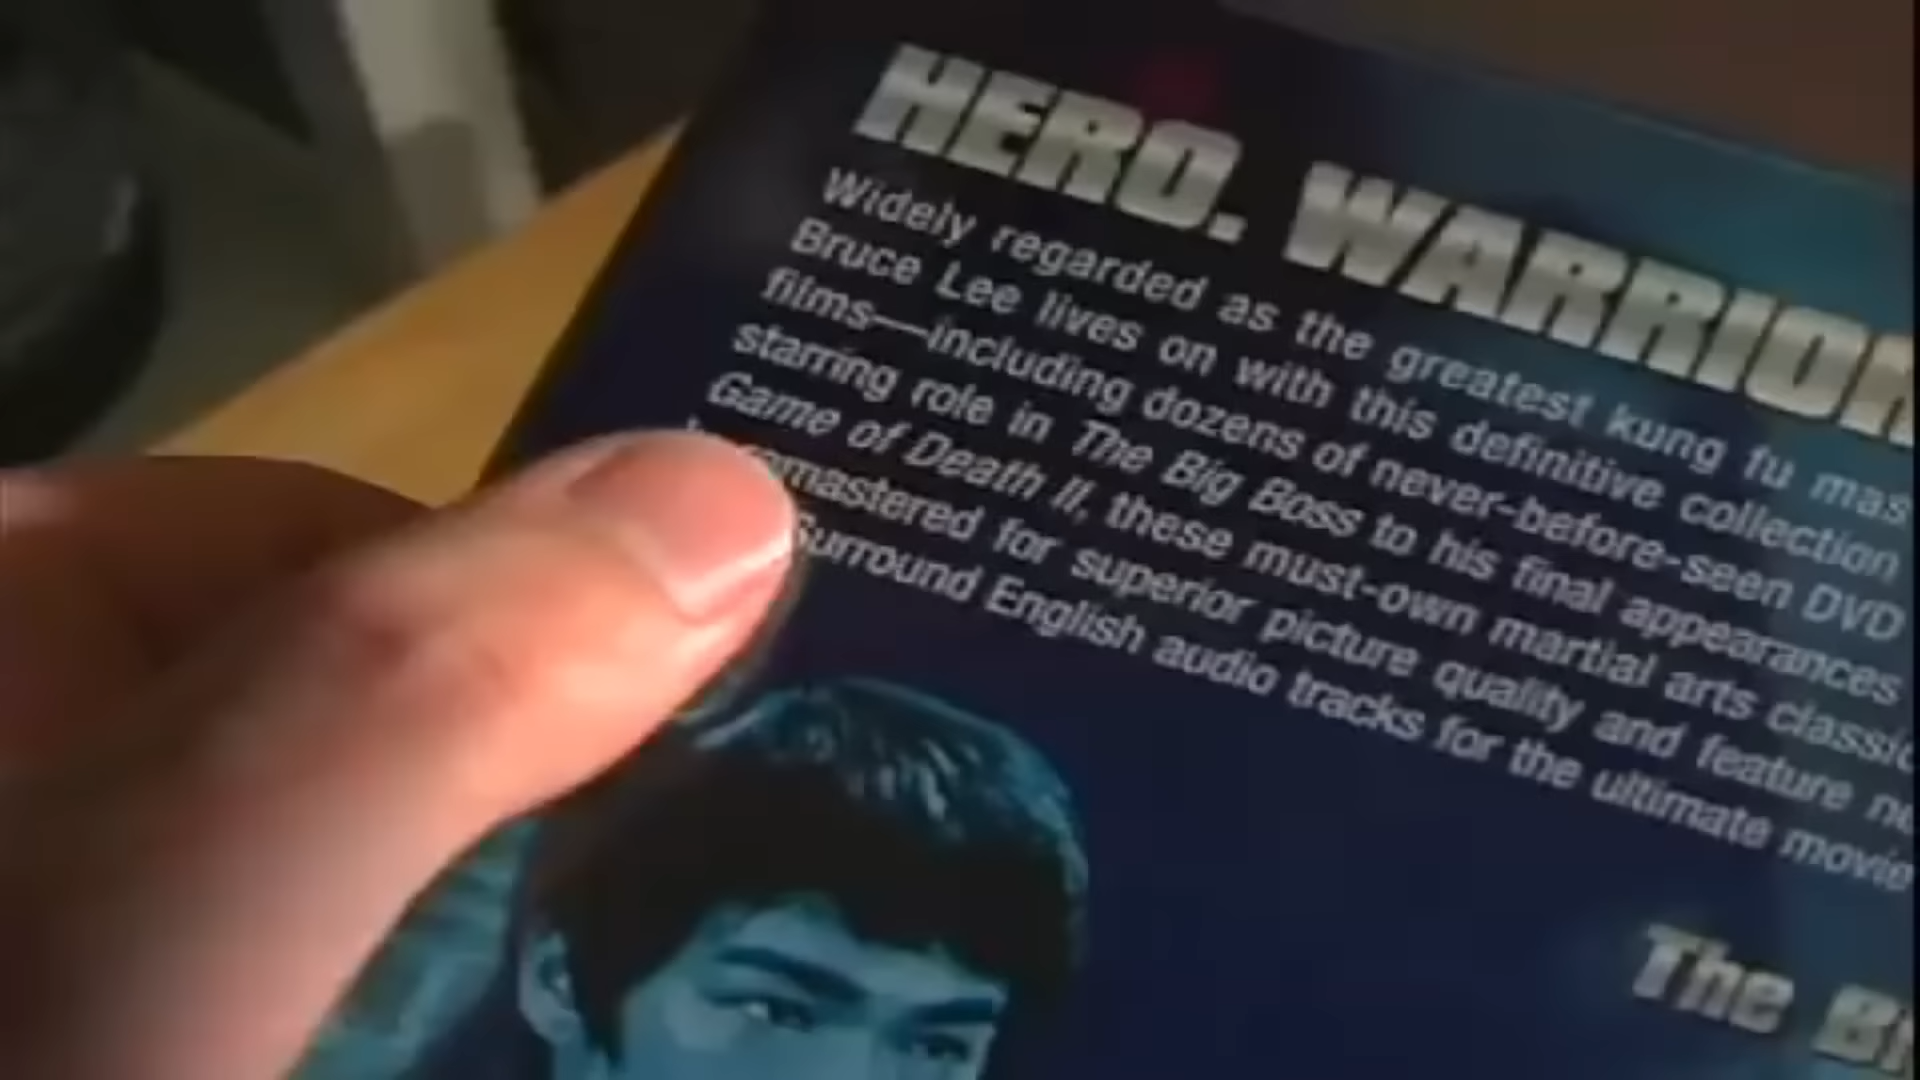 HERO. WARRIOR
Widely regarded as the greatest kung fu mas
Bruce Lee lives on with this definitive collection
films—including dozens of never-before-seen DVD
starring role in The Big Boss to his final appearances
Game of Death II, these must-own martial arts classic
remastered for superior picture quality and feature
Surround English audio tracks for the ultimate movie
The